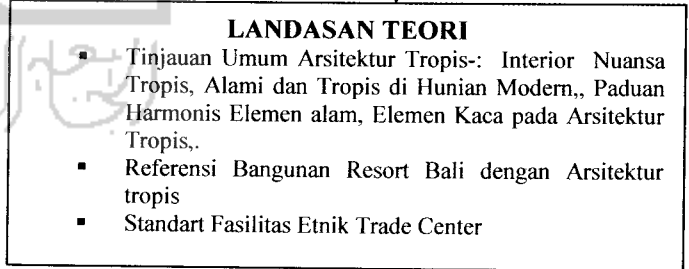 LANDASAN TEORI
▪ Tinjauan Umum Arsitektur Tropis-: Interior Nuansa
Tropis, Alami dan Tropis di Hunian Modern,, Paduan
Harmonis Elemen alam, Elemen Kaca pada Arsitektur
Tropis,.
▪ Referensi Bangunan Resort Bali dengan Arsitektur
tropis
▪ Standart Fasilitas Etnik Trade Center